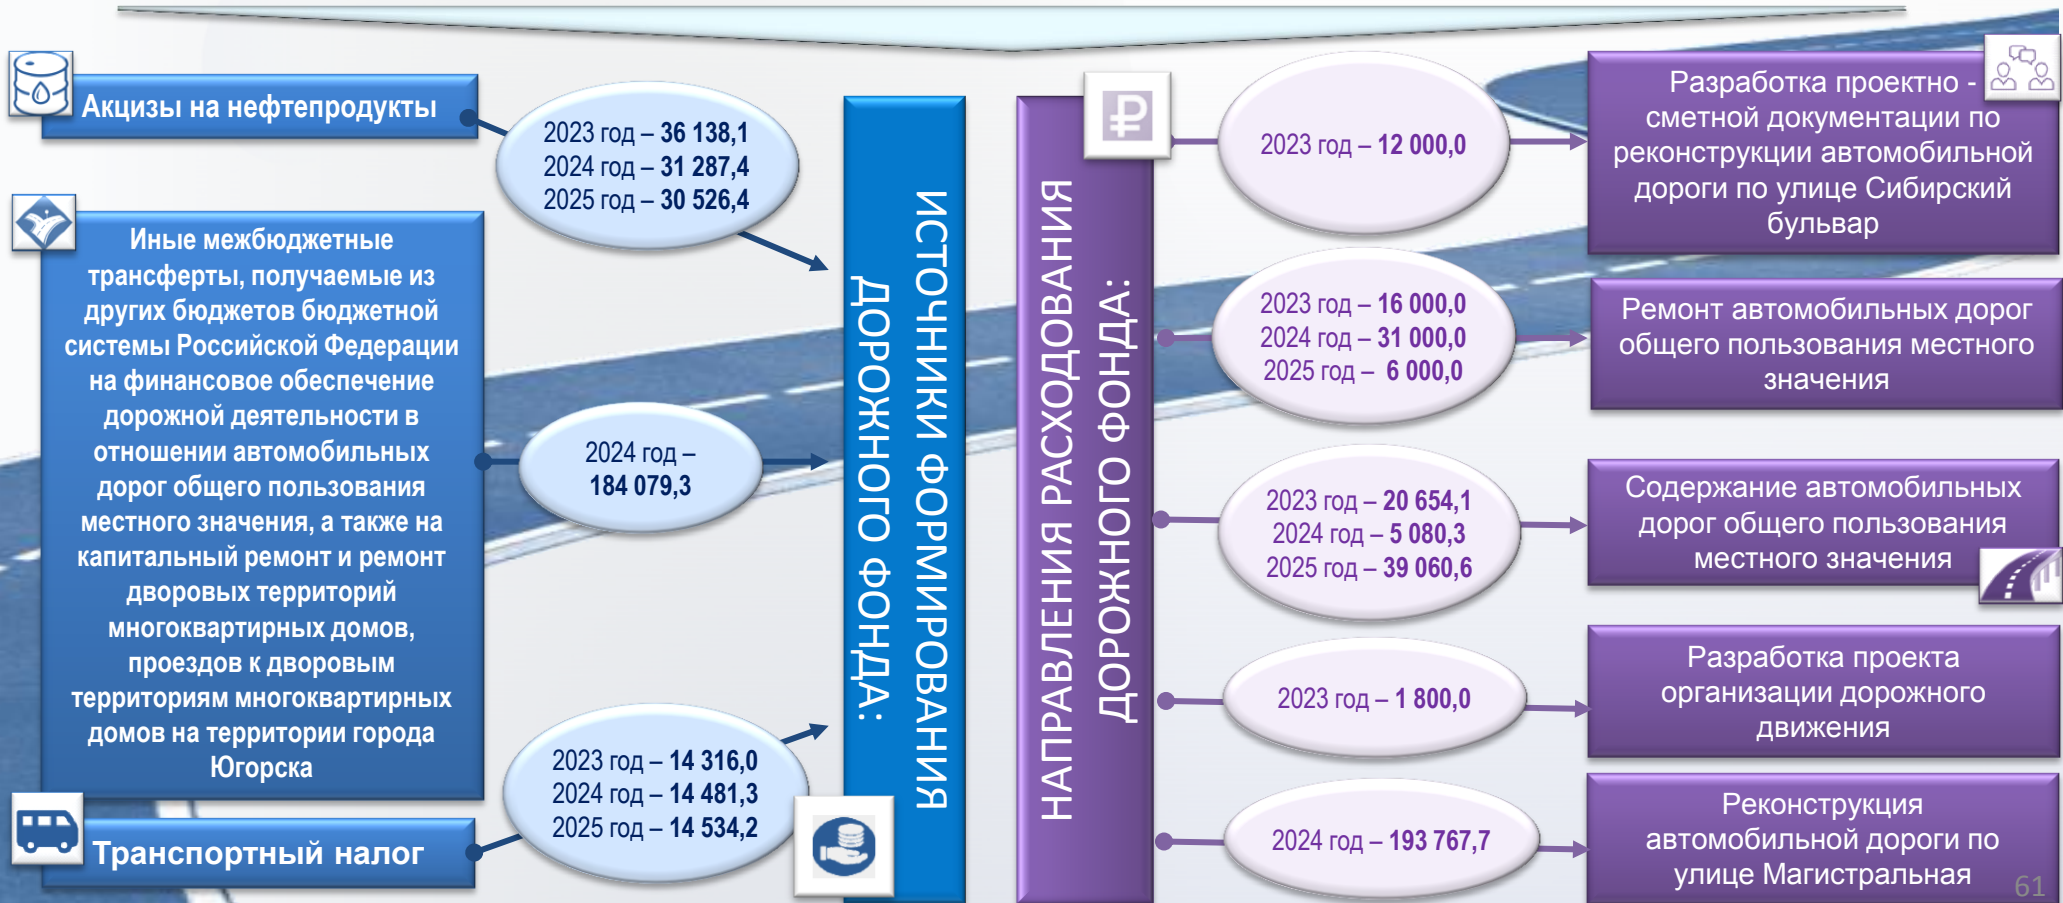 Акцизы на нефтепродукты
2023 год – 36 138,1
2024 год – 31 287,4
2025 год – 30 526,4
Иные межбюджетные
трансферты, получаемые из
других бюджетов бюджетной
системы Российской Федерации
на финансовое обеспечение
дорожной деятельности в
отношении автомобильных
дорог общего пользования
местного значения, а также на
капитальный ремонт и ремонт
дворовых территорий
многоквартирных домов,
проездов к дворовым
территориям многоквартирных
домов на территории города
Югорска
2024 год –
184 079,3
Транспортный налог
2023 год – 14 316,0
2024 год – 14 481,3
2025 год – 14 534,2
ИСТОЧНИКИ ФОРМИРОВАНИЯ
ДОРОЖНОГО ФОНДА:
НАПРАВЛЕНИЯ РАСХОДОВАНИЯ
ДОРОЖНОГО ФОНДА:
2023 год – 12 000,0
Разработка проектно -
сметной документации по
реконструкции автомобильной
дороги по улице Сибирский
бульвар
2023 год – 16 000,0
2024 год – 31 000,0
2025 год – 6 000,0
Ремонт автомобильных дорог
общего пользования местного
значения
2023 год – 20 654,1
2024 год – 5 080,3
2025 год – 39 060,6
Содержание автомобильных
дорог общего пользования
местного значения
2023 год – 1 800,0
Разработка проекта
организации дорожного
движения
2024 год – 193 767,7
Реконструкция
автомобильной дороги по
улице Магистральная
61